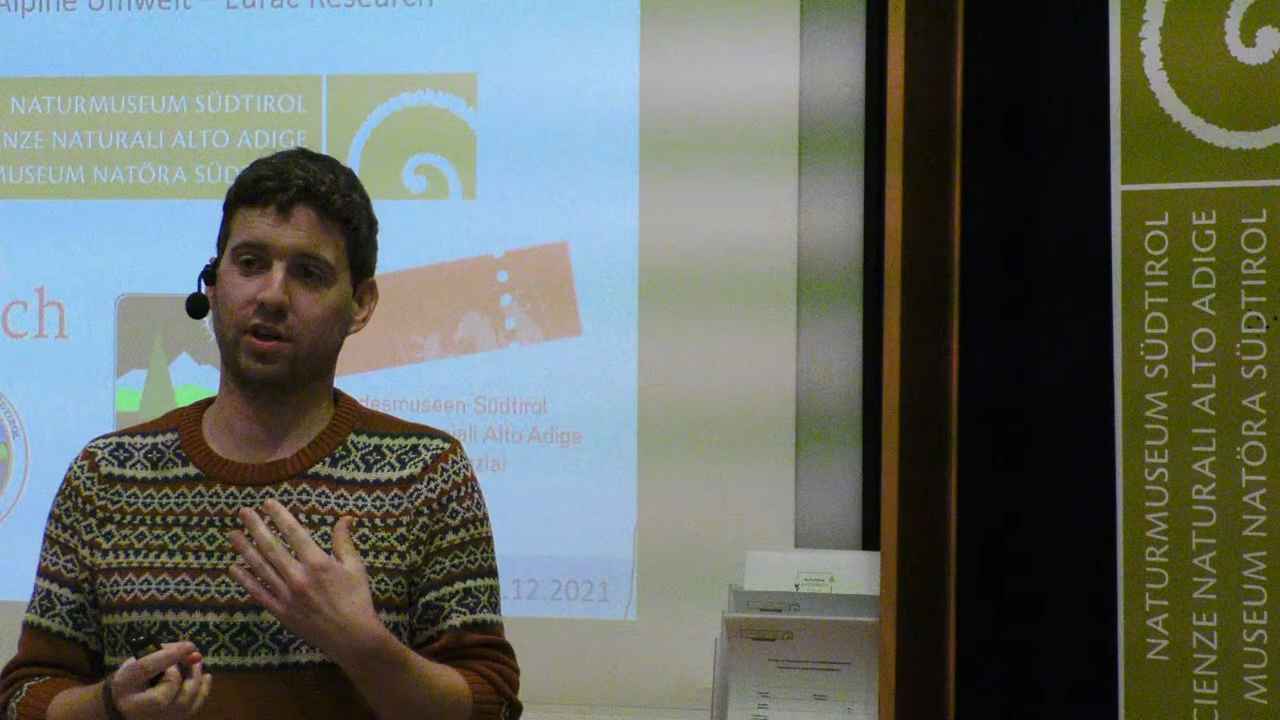 Alpine Umwelt – Eurac Research
NATURMUSEUM SÜDTIROL
ENZE NATURALI ALTO ADIGE
MUSEUM NATÖRA SÜD
ch
desmuseen Südtirol
ali Alto Adige
.12.2021
NATURMUSEUM SÜDTIROL
CIENZE NATURALI ALTO ADIGE
MUSEUM NATÖRA SÜDTIROL